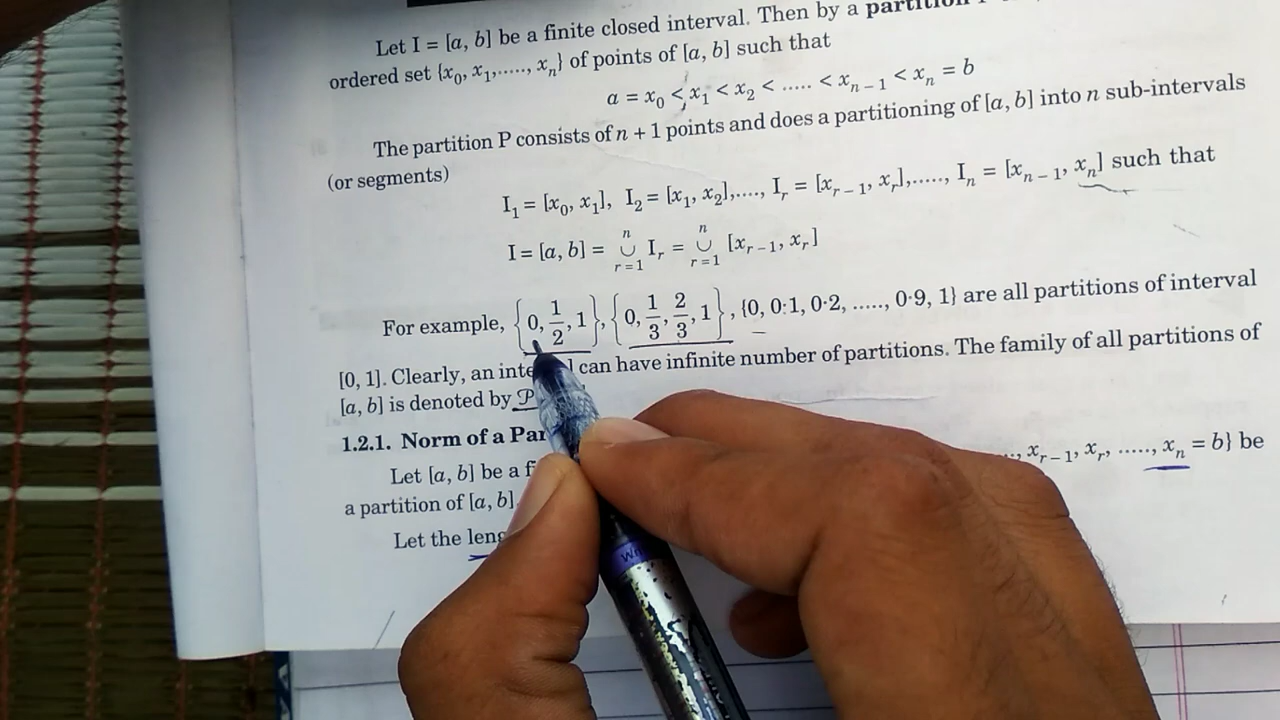 Let I = [a, b] be a finite closed interval. Then by a partition
ordered set {x₀, x₁,....., xₙ} of points of [a, b] such that
a = x₀ < x₁ < x₂ < ..... < xₙ₋₁ < xₙ = b
The partition P consists of n + 1 points and does a partitioning of [a, b] into n sub-intervals
(or segments)
I₁ = [x₀, x₁], I₂ = [x₁, x₂],...., Iᵣ = [xᵣ₋₁, xᵣ],....., Iₙ = [xₙ₋₁, xₙ] such that
I = [a, b] = ∪ⁿᵣ₌₁ Iᵣ = ∪ⁿᵣ₌₁ [xᵣ₋₁, xᵣ]
For example, {0, 1/2, 1}, {0, 1/3, 2/3, 1}, {0, 0·1, 0·2, ....., 0·9, 1} are all partitions of interval
[0, 1]. Clearly, an can have infinite number of partitions. The family of all partitions of
[a, b] is denoted by 𝒫
1.2.1. Norm of a
Let [a, b] be a xᵣ₋₁, xᵣ, ....., xₙ = b} be
a partition of [a, b]
Let the